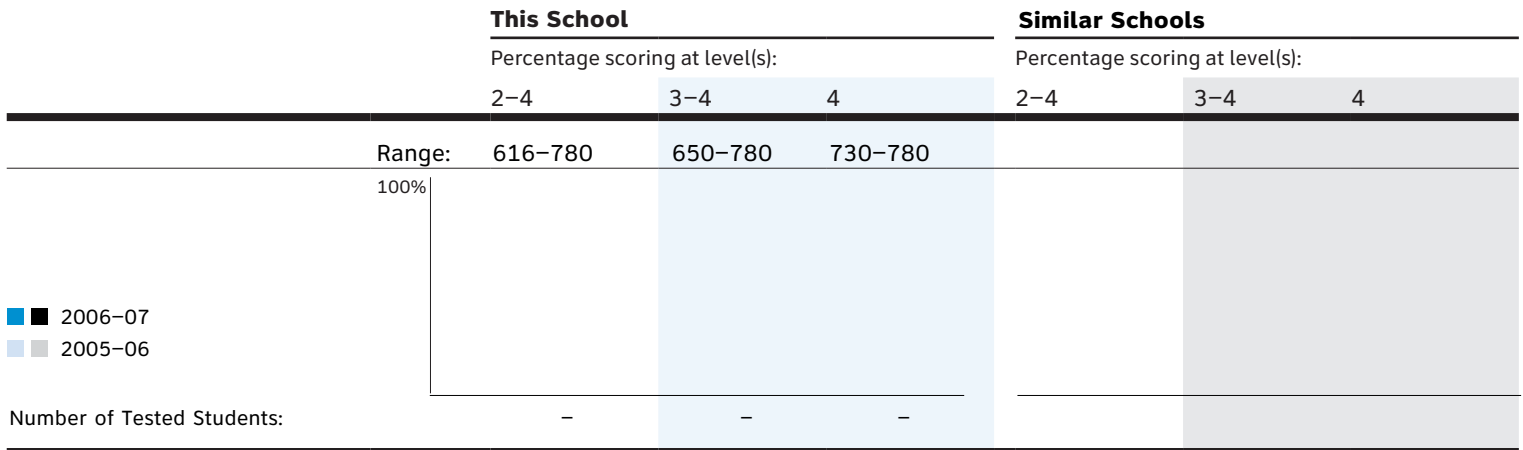 This School Similar Schools
Percentage scoring at level(s): Percentage scoring at level(s):
2–4 3–4 4 2–4 3–4 4
Range: 616–780 650–780 730–780
100%
2006–07
2005–06
Number of Tested Students: – – –